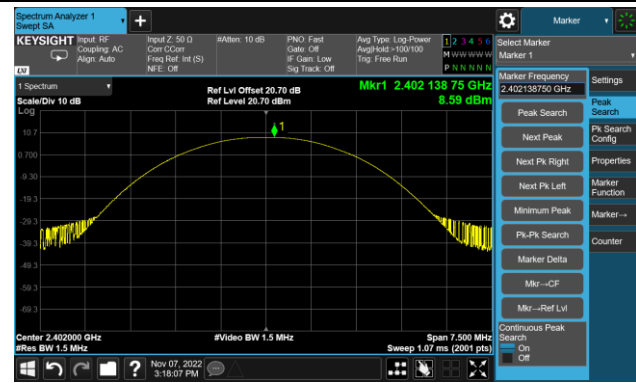 Spectrum Analyzer 1
Swept SA
Marker
KEYSIGHT
Input: RF
Coupling: AC
Align: Auto
Input Z: 50 Ω
Corr CCorr
Freq Ref: Int (S)
NFE: Off
#Atten: 10 dB
PNO: Fast
Gate: Off
IF Gain: Low
Sig Track: Off
Avg Type: Log-Power
Avg|Hold:>100/100
Trig: Free Run
1 2 3 4 5 6
M W W W W W
P N N N N N
LXI
Select Marker
Marker 1
1 Spectrum
Scale/Div 10 dB
Log
Ref Lvl Offset 20.70 dB
Ref Level 20.70 dBm
Mkr1 2.402 138 75 GHz
8.59 dBm
1
10.7
0.700
-9.30
-19.3
-29.3
-39.3
-49.3
-59.3
-69.3
Center 2.402000 GHz
#Res BW 1.5 MHz
#Video BW 1.5 MHz
Span 7.500 MHz
Sweep 1.07 ms (2001 pts)
Marker Frequency
2.402138750 GHz
Peak Search
Next Peak
Next Pk Right
Next Pk Left
Minimum Peak
Pk-Pk Search
Marker Delta
Mkr→CF
Mkr→Ref Lvl
Continuous Peak
Search
On
Off
Settings
Peak
Search
Pk Search
Config
Properties
Marker
Function
Marker→
Counter
Nov 07, 2022
3:18:07 PM